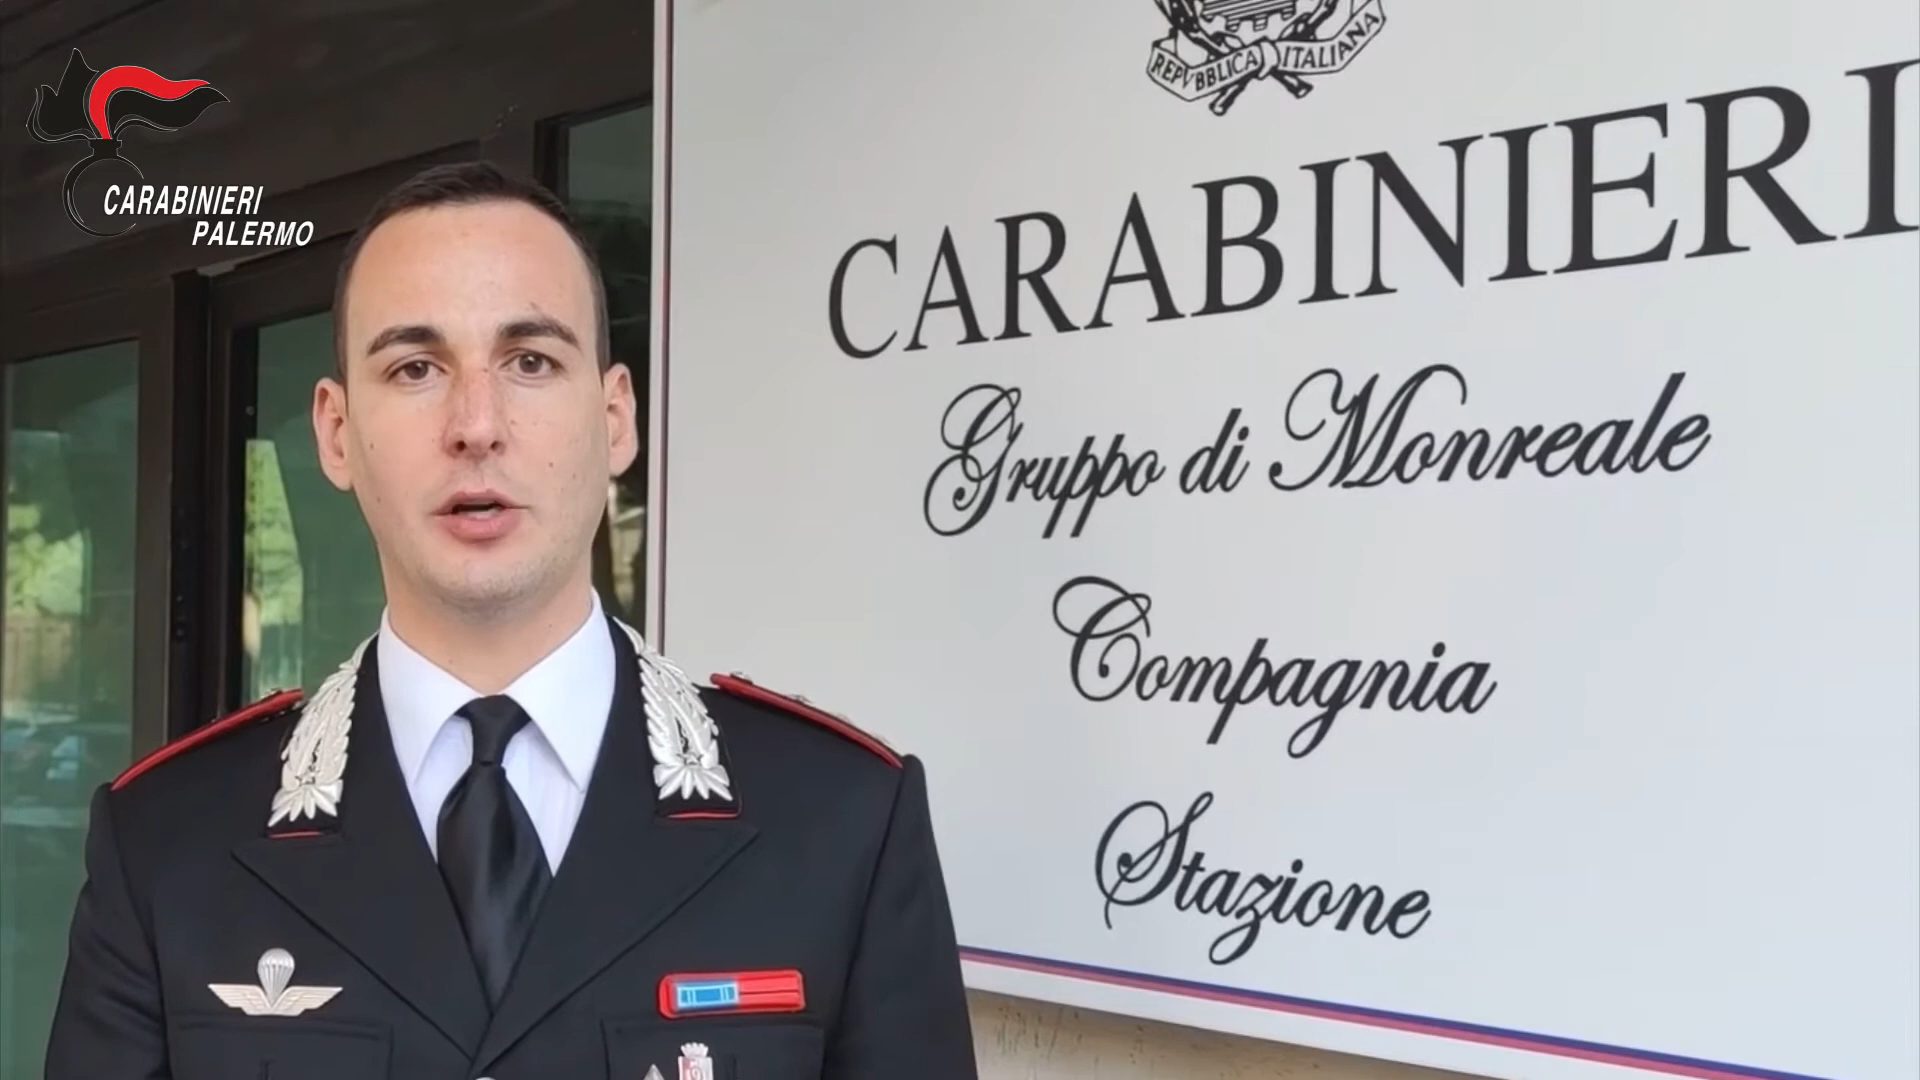 CARABINIERI
PALERMO
REPVBBLICA ITALIANA
CARABINIERI
Gruppo di Monreale
Compagnia
Stazione